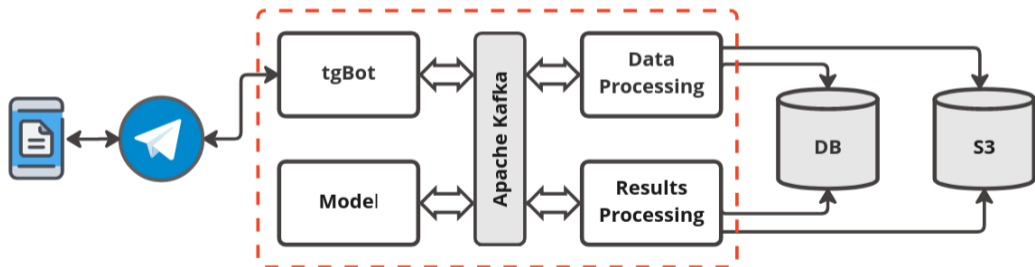 tgBot
Data
Processing
Apache Kafka
DB
S3
Model
Results
Processing